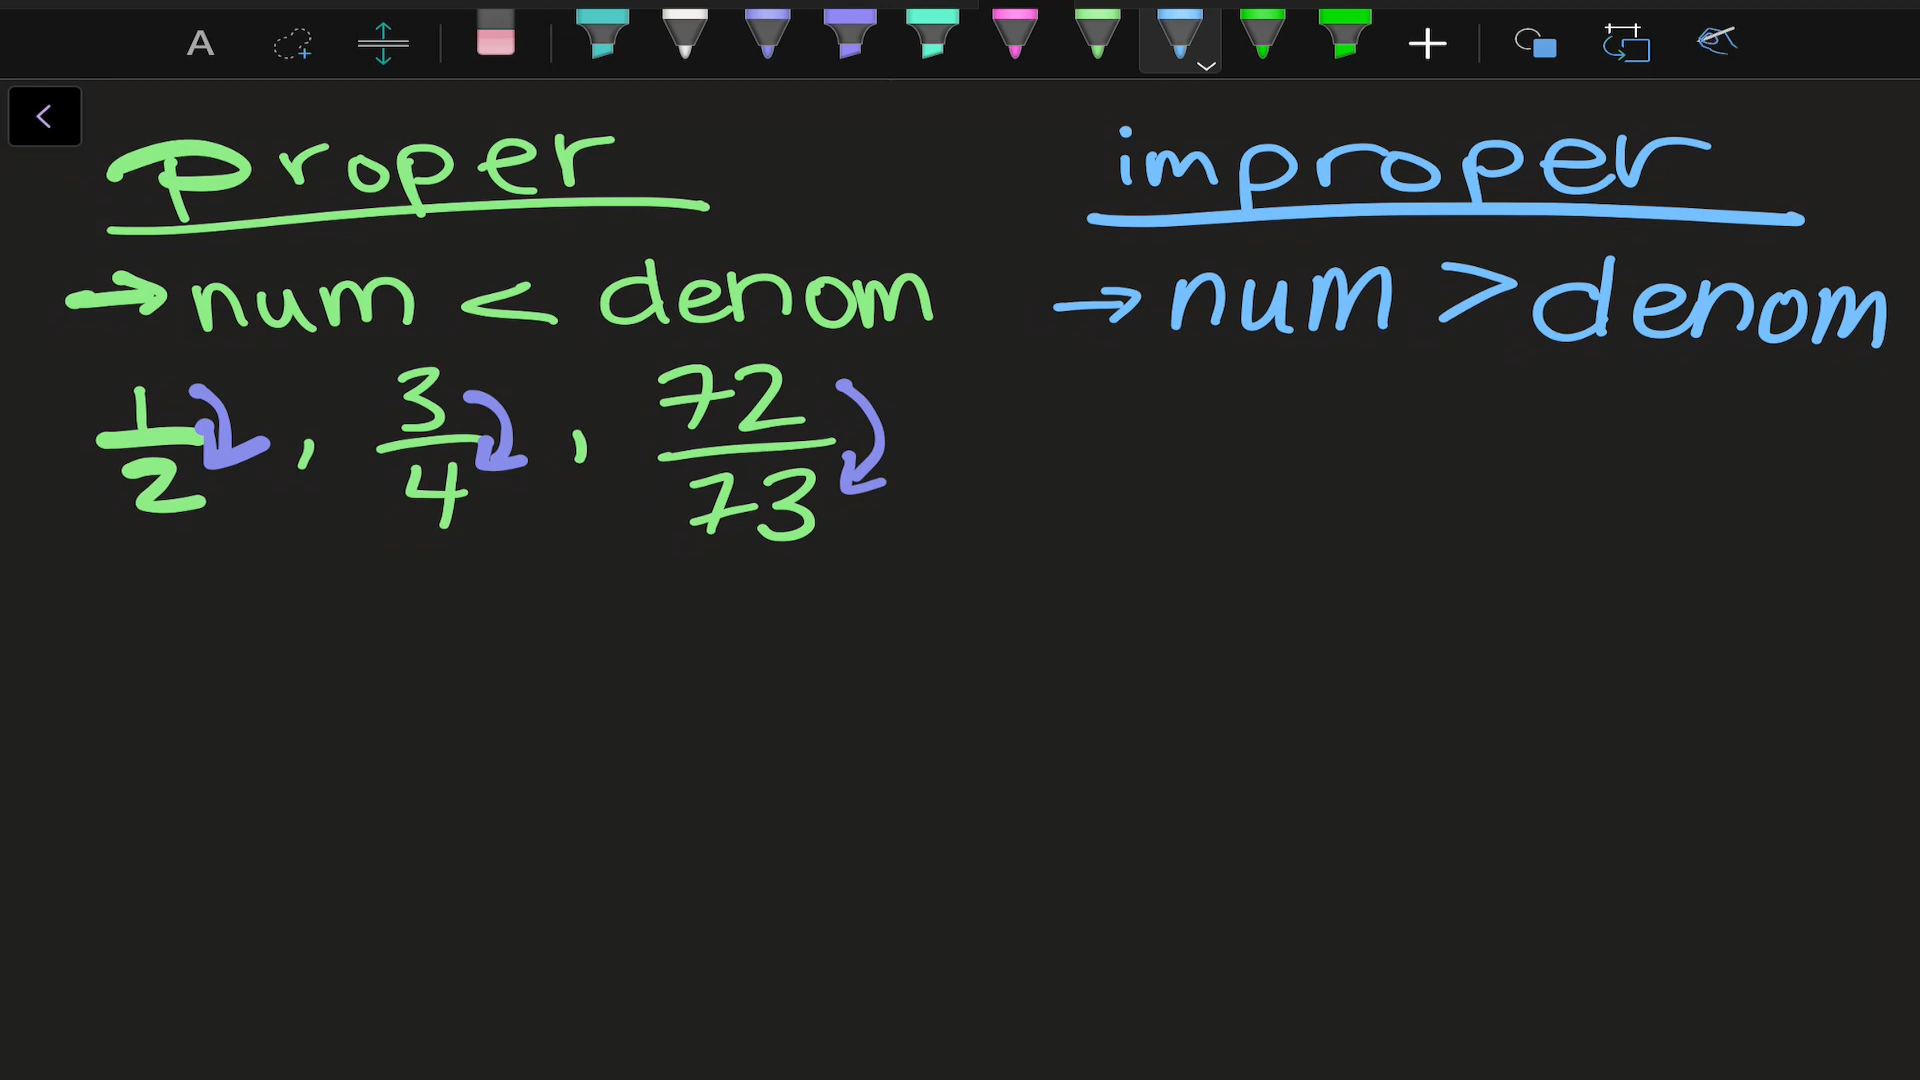 A
proper
→ num < denom
1/2 , 3/4 , 72/73
improper
→ num > denom